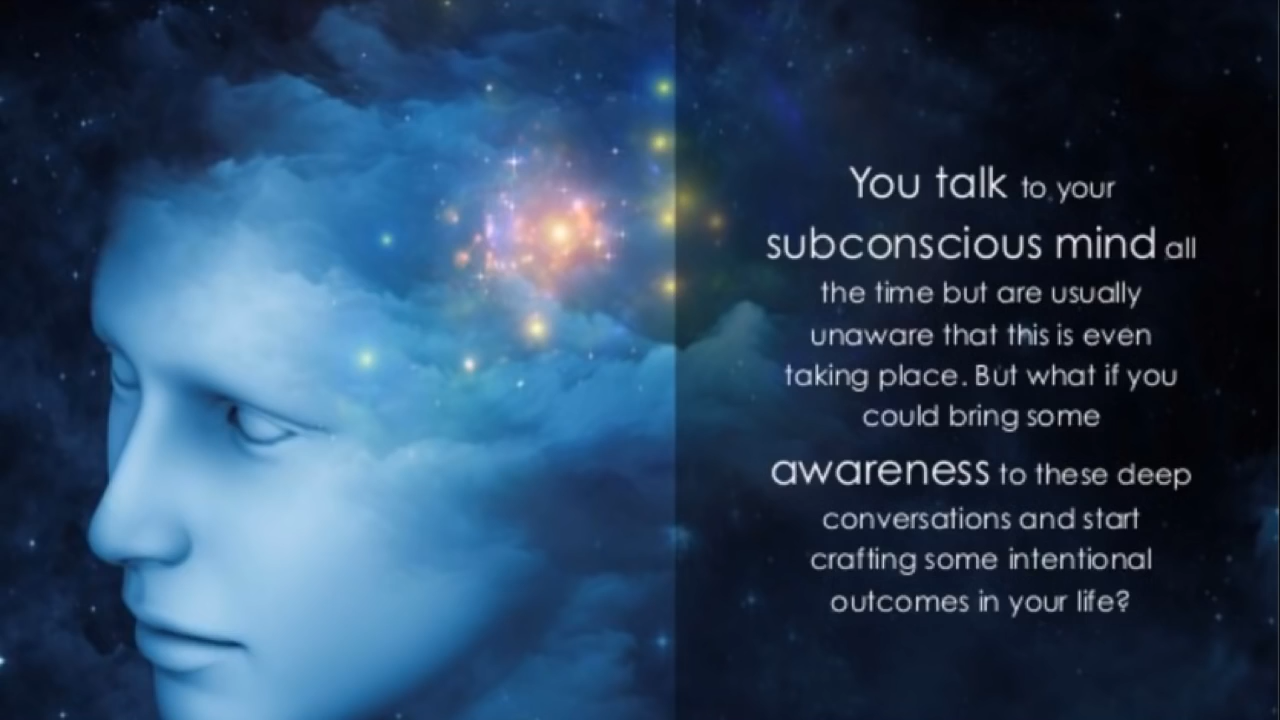 You talk to your
subconscious mind all
the time but are usually
unaware that this is even
taking place. But what if you
could bring some
awareness to these deep
conversations and start
crafting some intentional
outcomes in your life?